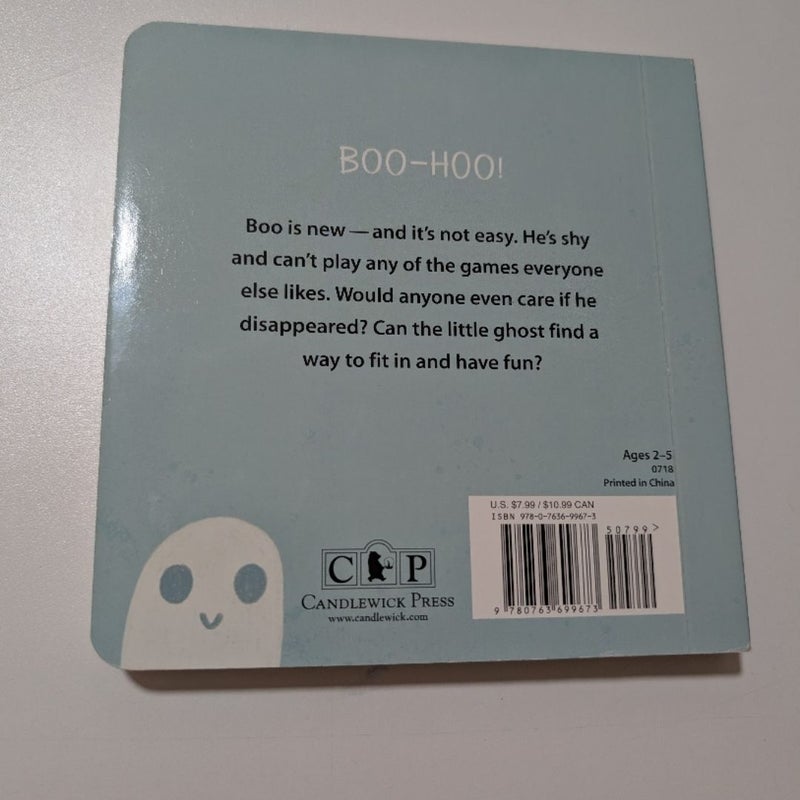 BOO-HOO!
Boo is new — and it's not easy. He's shy
and can't play any of the games everyone
else likes. Would anyone even care if he
disappeared? Can the little ghost find a
way to fit in and have fun?
Ages 2–5
0718
Printed in China
U.S. $7.99 / $10.99 CAN
ISBN 978-0-7636-9967-3
50799>
9 780763 699673
C P
CANDLEWICK PRESS
www.candlewick.com